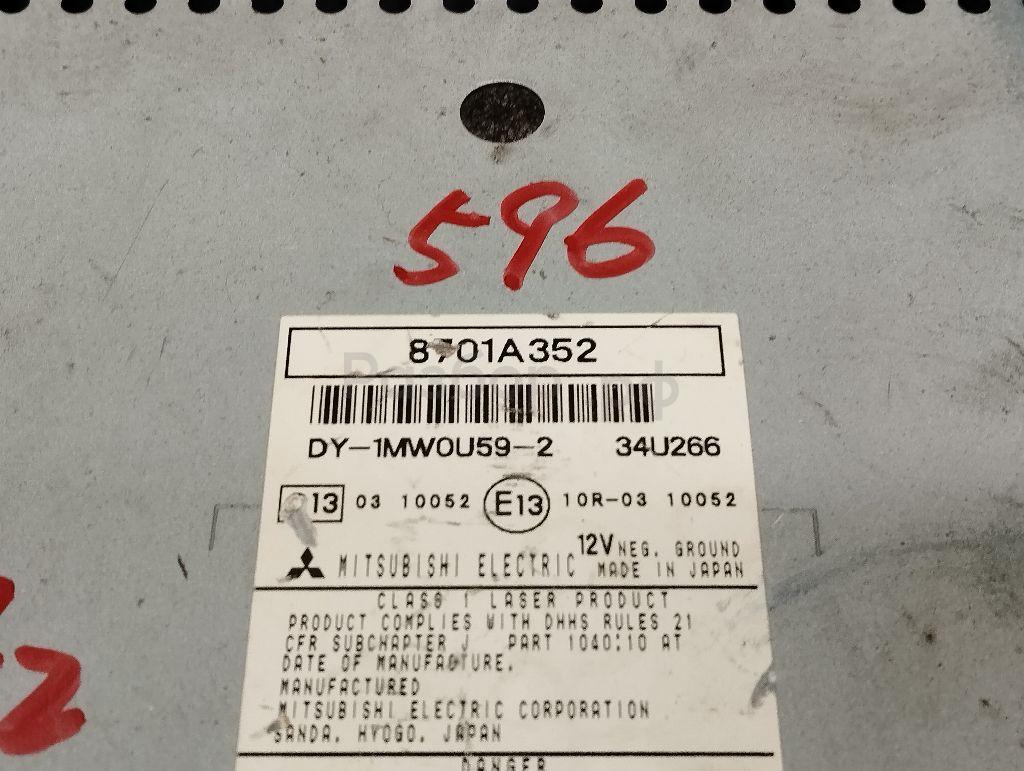 596
8701A352
DY-1MW0U59-2 34U266
e13 03 10052 E13 10R-03 10052
MITSUBISHI ELECTRIC 12V NEG. GROUND
MADE IN JAPAN
CLASS 1 LASER PRODUCT
PRODUCT COMPLIES WITH DHHS RULES 21
CFR SUBCHAPTER J PART 1040:10 AT
DATE OF MANUFACTURE.
MANUFACTURED
MITSUBISHI ELECTRIC CORPORATION
SANDA, HYOGO, JAPAN
DANGER